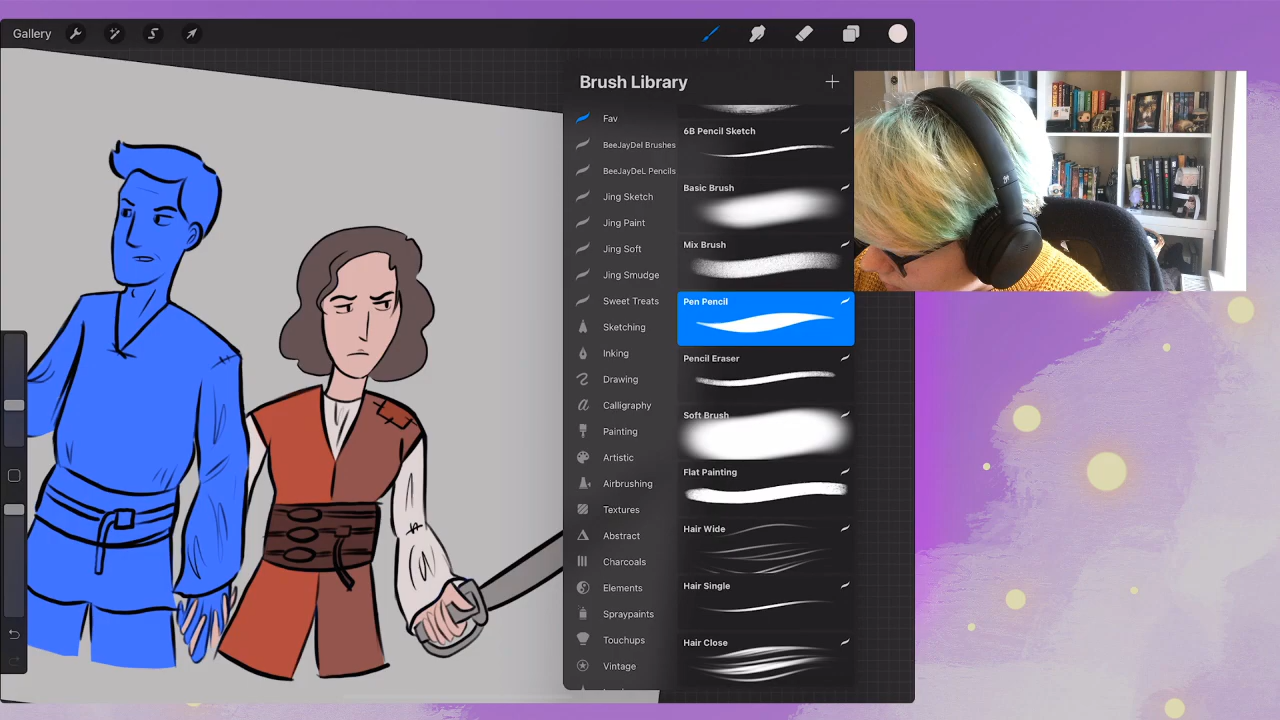 Gallery
Brush Library
Fav
BeeJayDel Brushes
BeeJayDeL Pencils
Jing Sketch
Jing Paint
Jing Soft
Jing Smudge
Sweet Treats
Sketching
Inking
Drawing
Calligraphy
Painting
Artistic
Airbrushing
Textures
Abstract
Charcoals
Elements
Spraypaints
Touchups
Vintage
6B Pencil Sketch
Basic Brush
Mix Brush
Pen Pencil
Pencil Eraser
Soft Brush
Flat Painting
Hair Wide
Hair Single
Hair Close